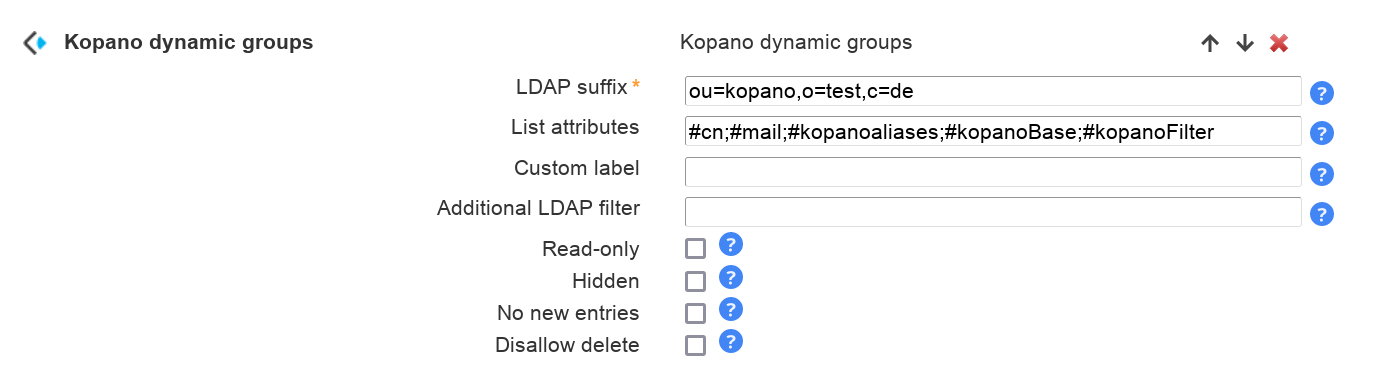 Kopano dynamic groups Kopano dynamic groups
LDAP suffix * ou=kopano,o=test,c=de ?
List attributes #cn;#mail;#kopanoaliases;#kopanoBase;#kopanoFilter ?
Custom label ?
Additional LDAP filter ?
Read-only ?
Hidden ?
No new entries ?
Disallow delete ?